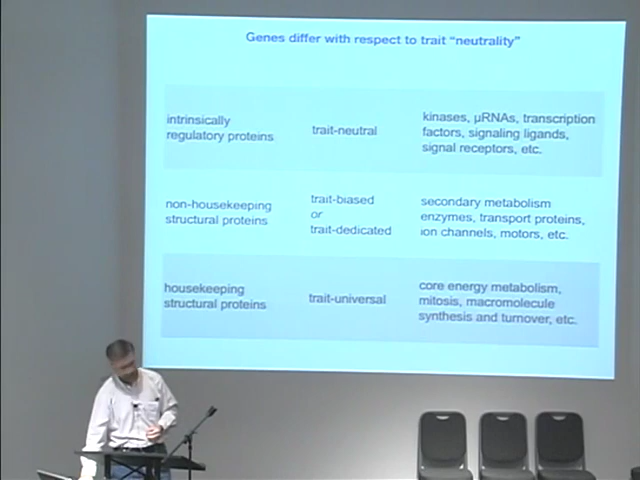 Genes differ with respect to trait “neutrality”
intrinsically
regulatory proteins
trait-neutral
kinases, µRNAs, transcription
factors, signaling ligands,
signal receptors, etc.
non-housekeeping
structural proteins
trait-biased
or
trait-dedicated
secondary metabolism
enzymes, transport proteins,
ion channels, motors, etc.
housekeeping
structural proteins
trait-universal
core energy metabolism,
mitosis, macromolecule
synthesis and turnover, etc.